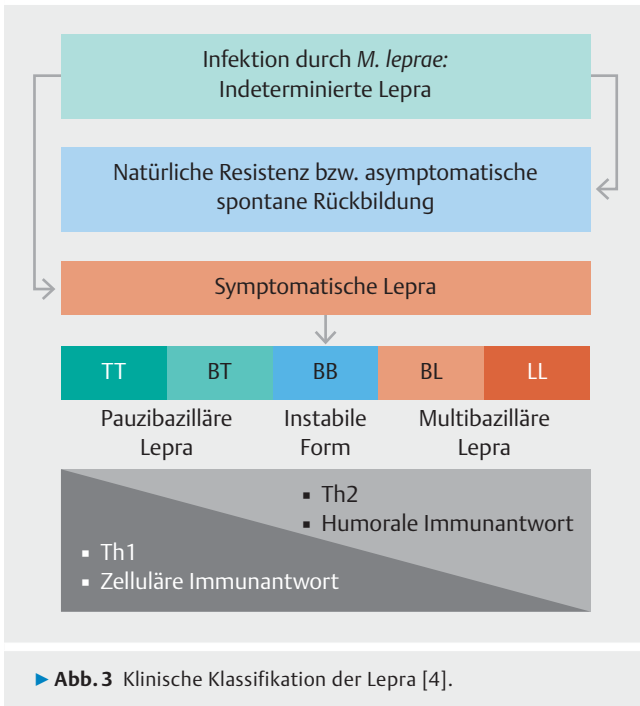 Infektion durch M. leprae:
Indeterminierte Lepra
Natürliche Resistenz bzw. asymptomatische
spontane Rückbildung
Symptomatische Lepra
TT BT BB BL LL
Pauzibazilläre Instabile Multibazilläre
Lepra Form Lepra
▪ Th2
▪ Humorale Immunantwort
▪ Th1
▪ Zelluläre Immunantwort
▶ Abb. 3 Klinische Klassifikation der Lepra [4].